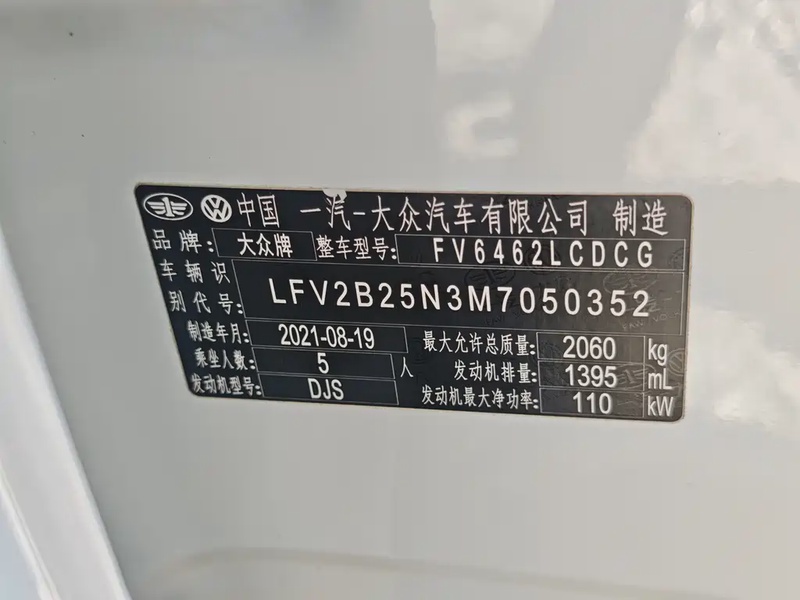 中国 一汽-大众汽车有限公司 制造
品牌: 大众牌 整车型号: FV6462LCDCG
车辆识别代号: LFV2B25N3M7050352
制造年月: 2021-08-19 最大允许总质量: 2060 kg
乘坐人数: 5 人 发动机排量: 1395 mL
发动机型号: DJS 发动机最大净功率: 110 kW